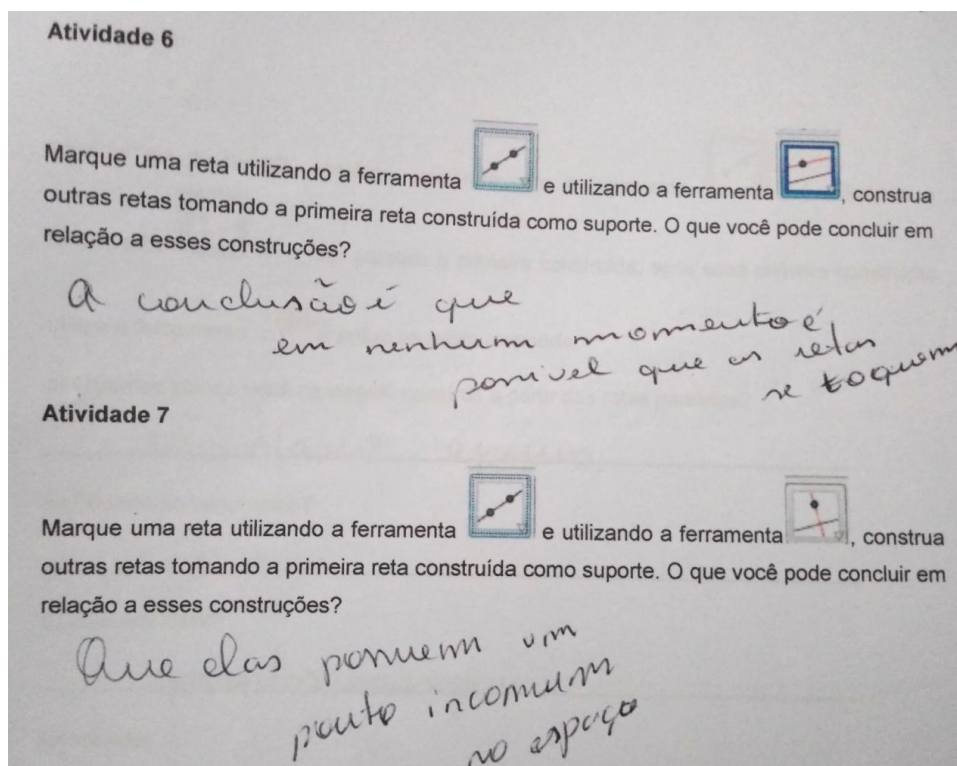 Atividade 6
Marque uma reta utilizando a ferramenta e utilizando a ferramenta , construa
outras retas tomando a primeira reta construída como suporte. O que você pode concluir em
relação a esses construções?
A conclusão é que
em nenhum momento é
possivel que as retas
se toquem
Atividade 7
Marque uma reta utilizando a ferramenta e utilizando a ferramenta , construa
outras retas tomando a primeira reta construída como suporte. O que você pode concluir em
relação a esses construções?
Que elas possuem um
ponto incomum
no espaço